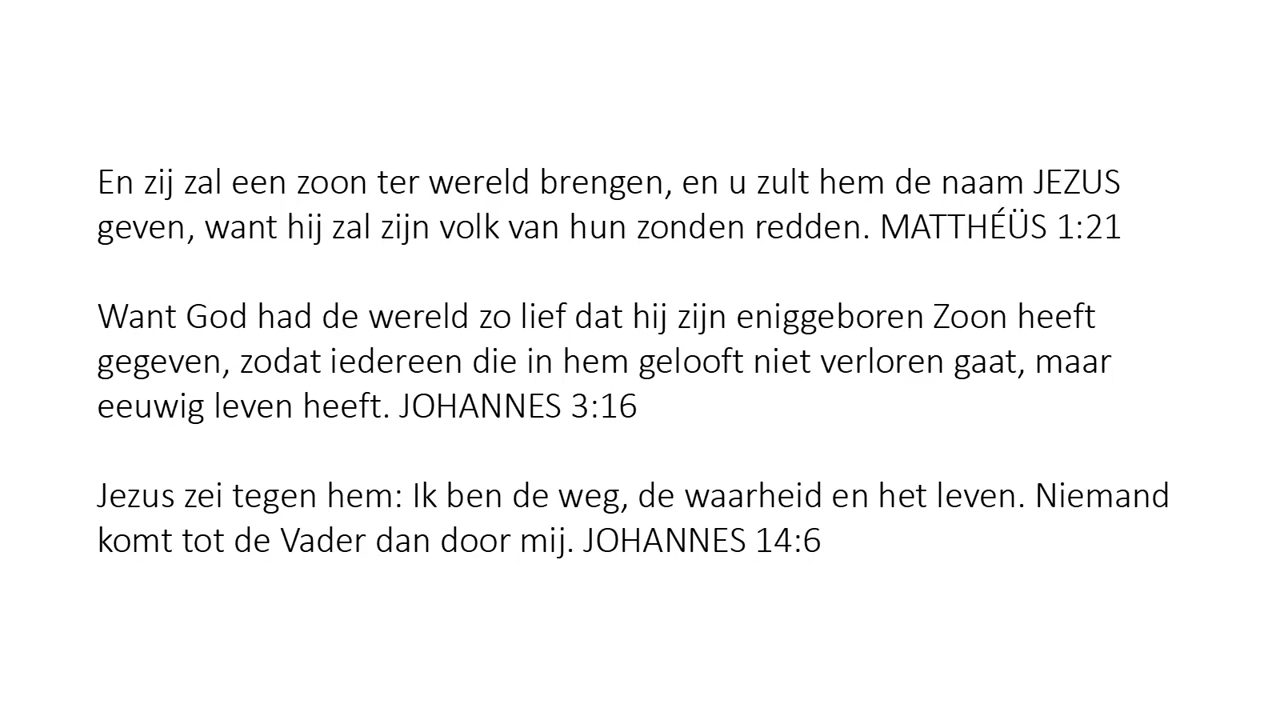 En zij zal een zoon ter wereld brengen, en u zult hem de naam JEZUS
geven, want hij zal zijn volk van hun zonden redden. MATTHÉÜS 1:21
Want God had de wereld zo lief dat hij zijn eniggeboren Zoon heeft
gegeven, zodat iedereen die in hem gelooft niet verloren gaat, maar
eeuwig leven heeft. JOHANNES 3:16
Jezus zei tegen hem: Ik ben de weg, de waarheid en het leven. Niemand
komt tot de Vader dan door mij. JOHANNES 14:6